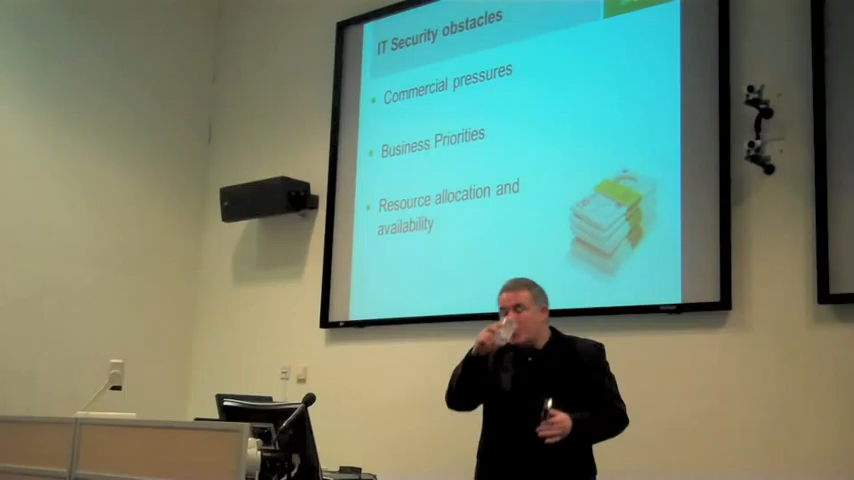 IT Security obstacles
Commercial pressures
Business Priorities
Resource allocation and
availability